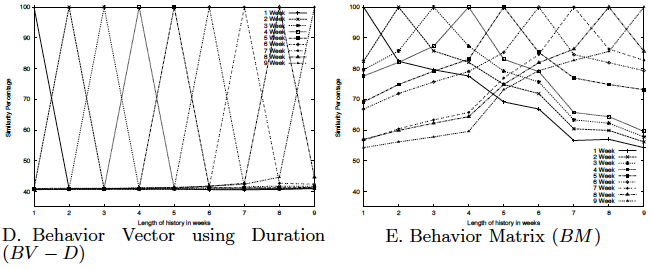 100
90
80
70
60
50
40
Similarity Percentage
1 2 3 4 5 6 7 8 9
Length of history in weeks
1 Week
2 Week
3 Week
4 Week
5 Week
6 Week
7 Week
8 Week
9 Week
D. Behavior Vector using Duration
(BV − D)
100
90
80
70
60
50
40
Similarity Percentage
1 2 3 4 5 6 7 8 9
Length of history in weeks
1 Week
2 Week
3 Week
4 Week
5 Week
6 Week
7 Week
8 Week
9 Week
E. Behavior Matrix (BM)